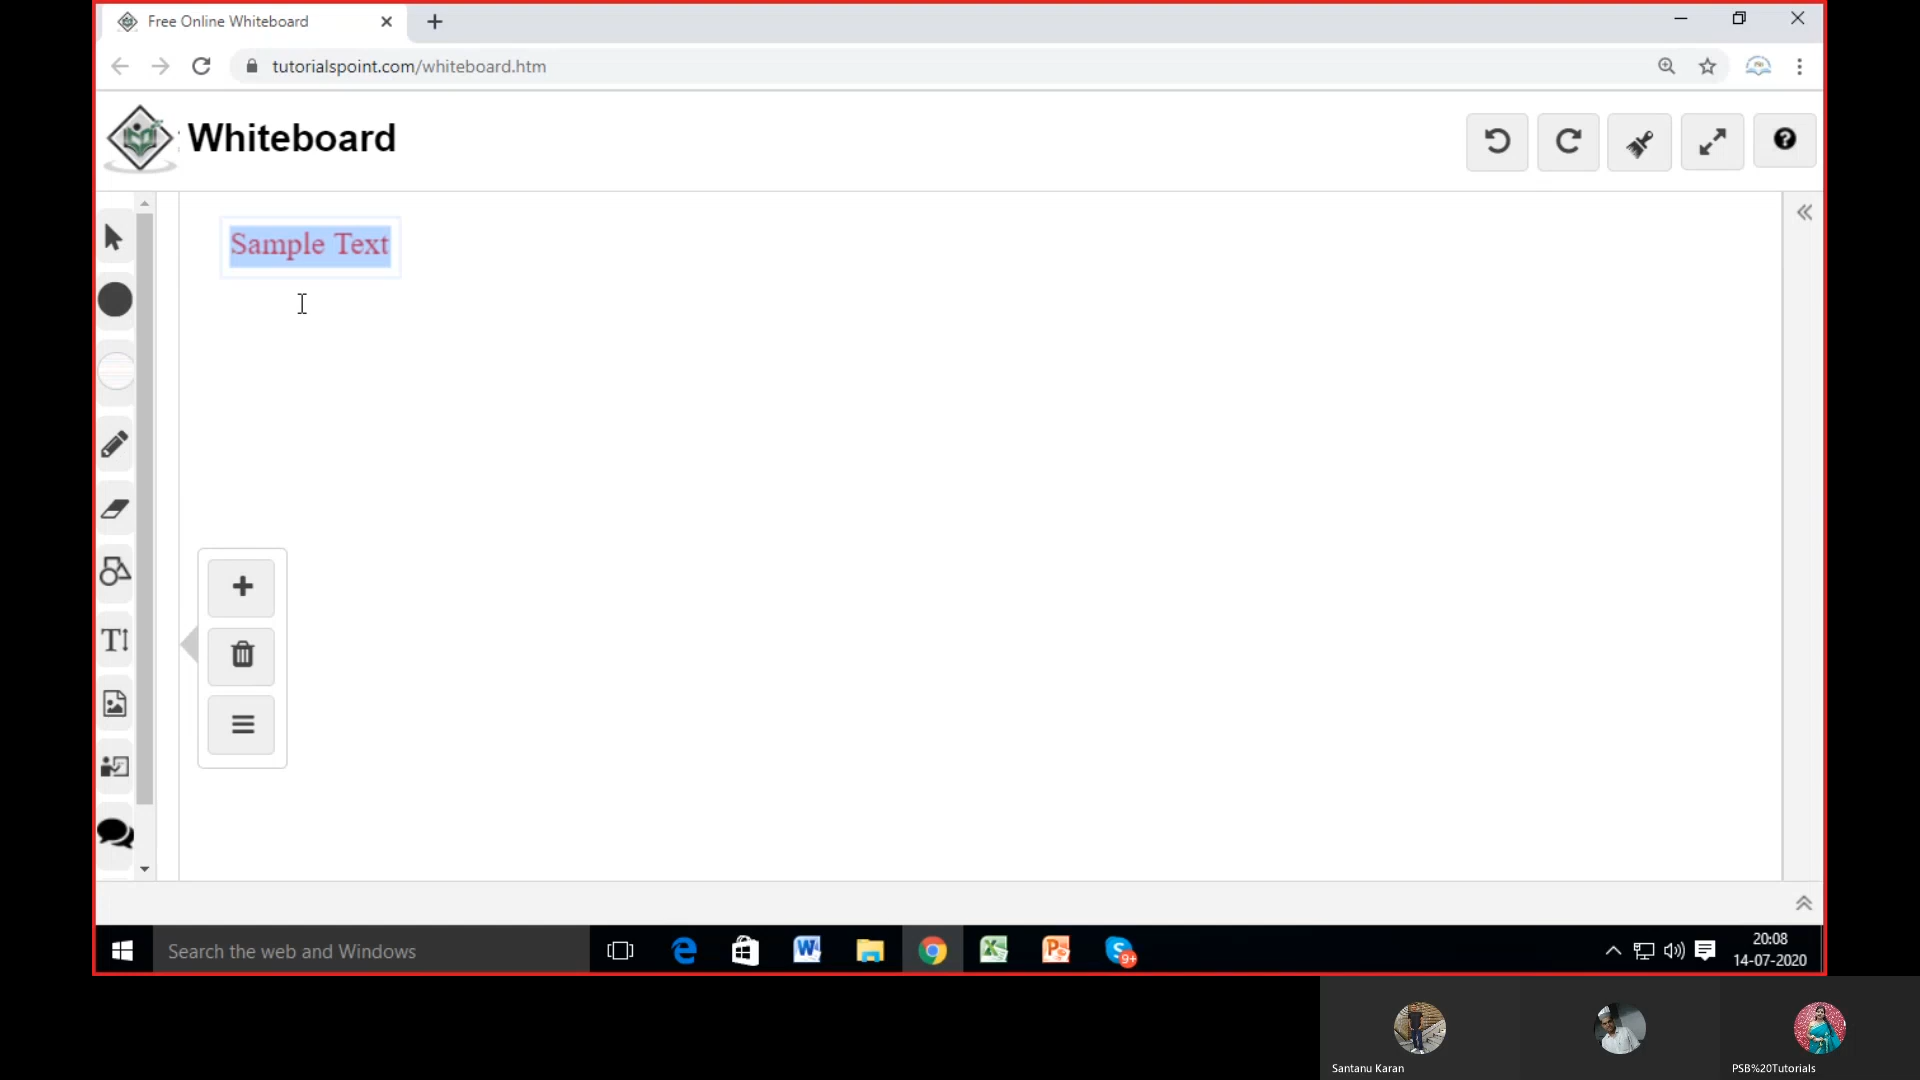 Free Online Whiteboard
tutorialspoint.com/whiteboard.htm
Whiteboard
Sample Text
Search the web and Windows
9+
20:08
14-07-2020
Santanu Karan
PSB%20Tutorials